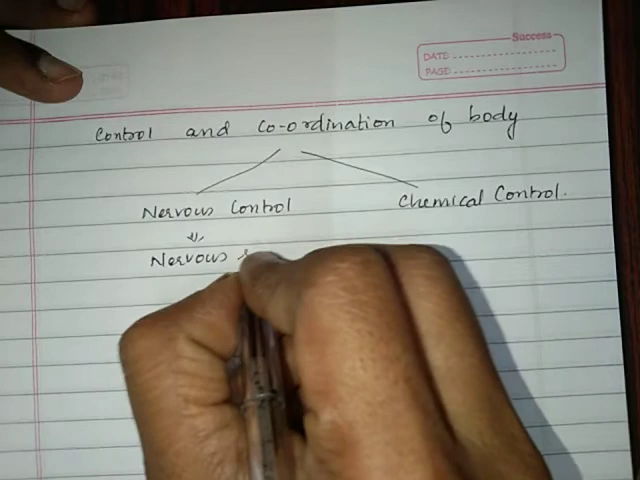 Success
DATE
PAGE
Control and Co-ordination of body
Nervous Control
Chemical Control.
Nervous s